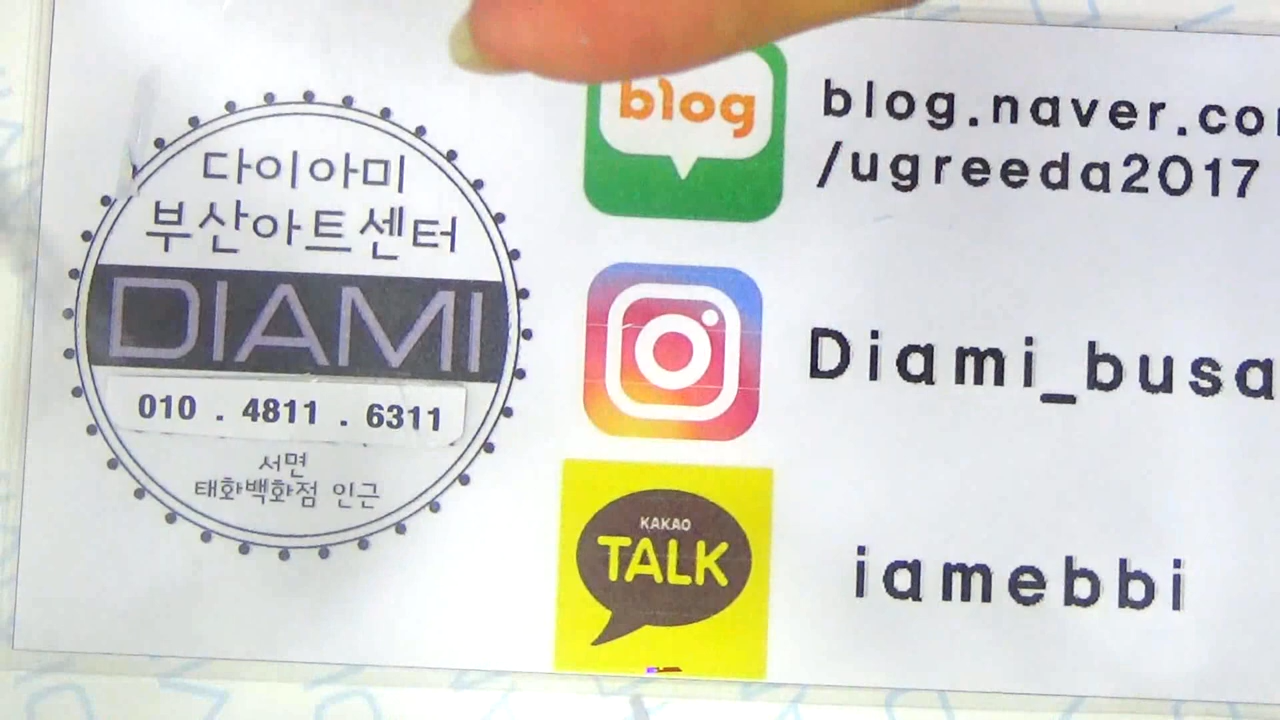 다이아미
부산아트센터
DIAMI
010 . 4811 . 6311
서면
태화백화점 인근
blog
blog.naver.co
/ugreeda2017
Diami_busa
KAKAO
TALK
iamebbi